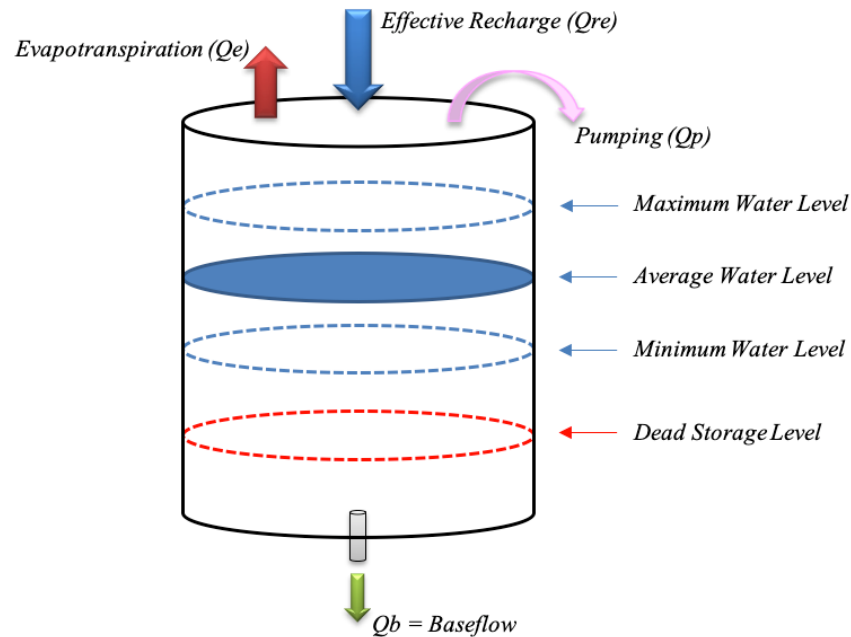 Effective Recharge (Qre)
Evapotranspiration (Qe)
Pumping (Qp)
Maximum Water Level
Average Water Level
Minimum Water Level
Dead Storage Level
Qb = Baseflow